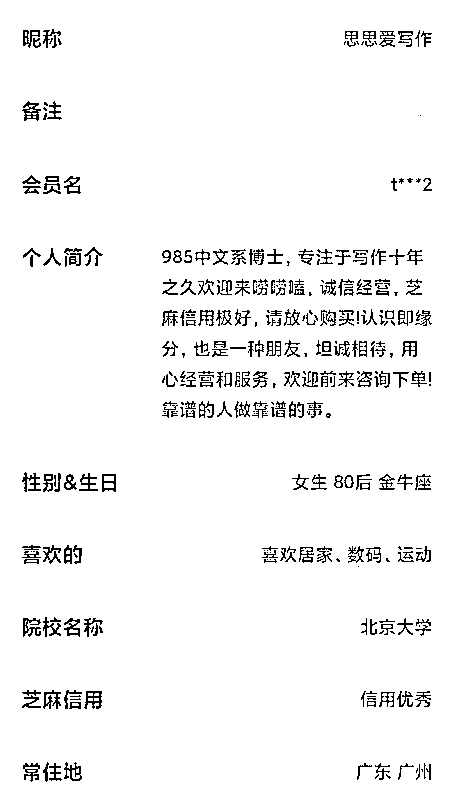 昵称 思思爱写作
备注
会员名 t***2
个人简介 985中文系博士，专注于写作十年
之久欢迎来唠唠嗑，诚信经营，芝
麻信用极好，请放心购买!认识即缘
分，也是一种朋友，坦诚相待，用
心经营和服务，欢迎前来咨询下单!
靠谱的人做靠谱的事。
性别&生日 女生 80后 金牛座
喜欢的 喜欢居家、数码、运动
院校名称 北京大学
芝麻信用 信用优秀
常住地 广东 广州